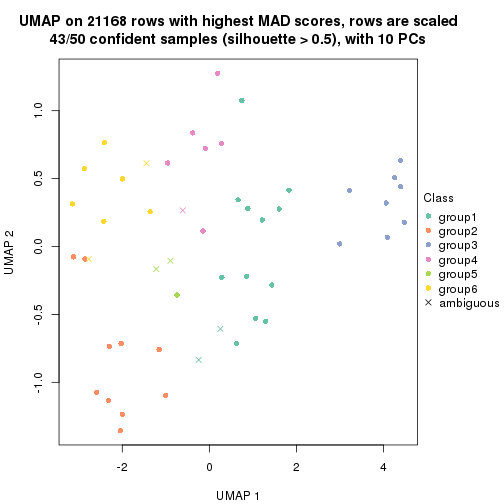 UMAP on 21168 rows with highest MAD scores, rows are scaled
43/50 confident samples (silhouette > 0.5), with 10 PCs
1.0
0.5
0.0
-0.5
-1.0
UMAP 2
-2
0
2
4
UMAP 1
Class
group1
group2
group3
group4
group5
group6
ambiguous